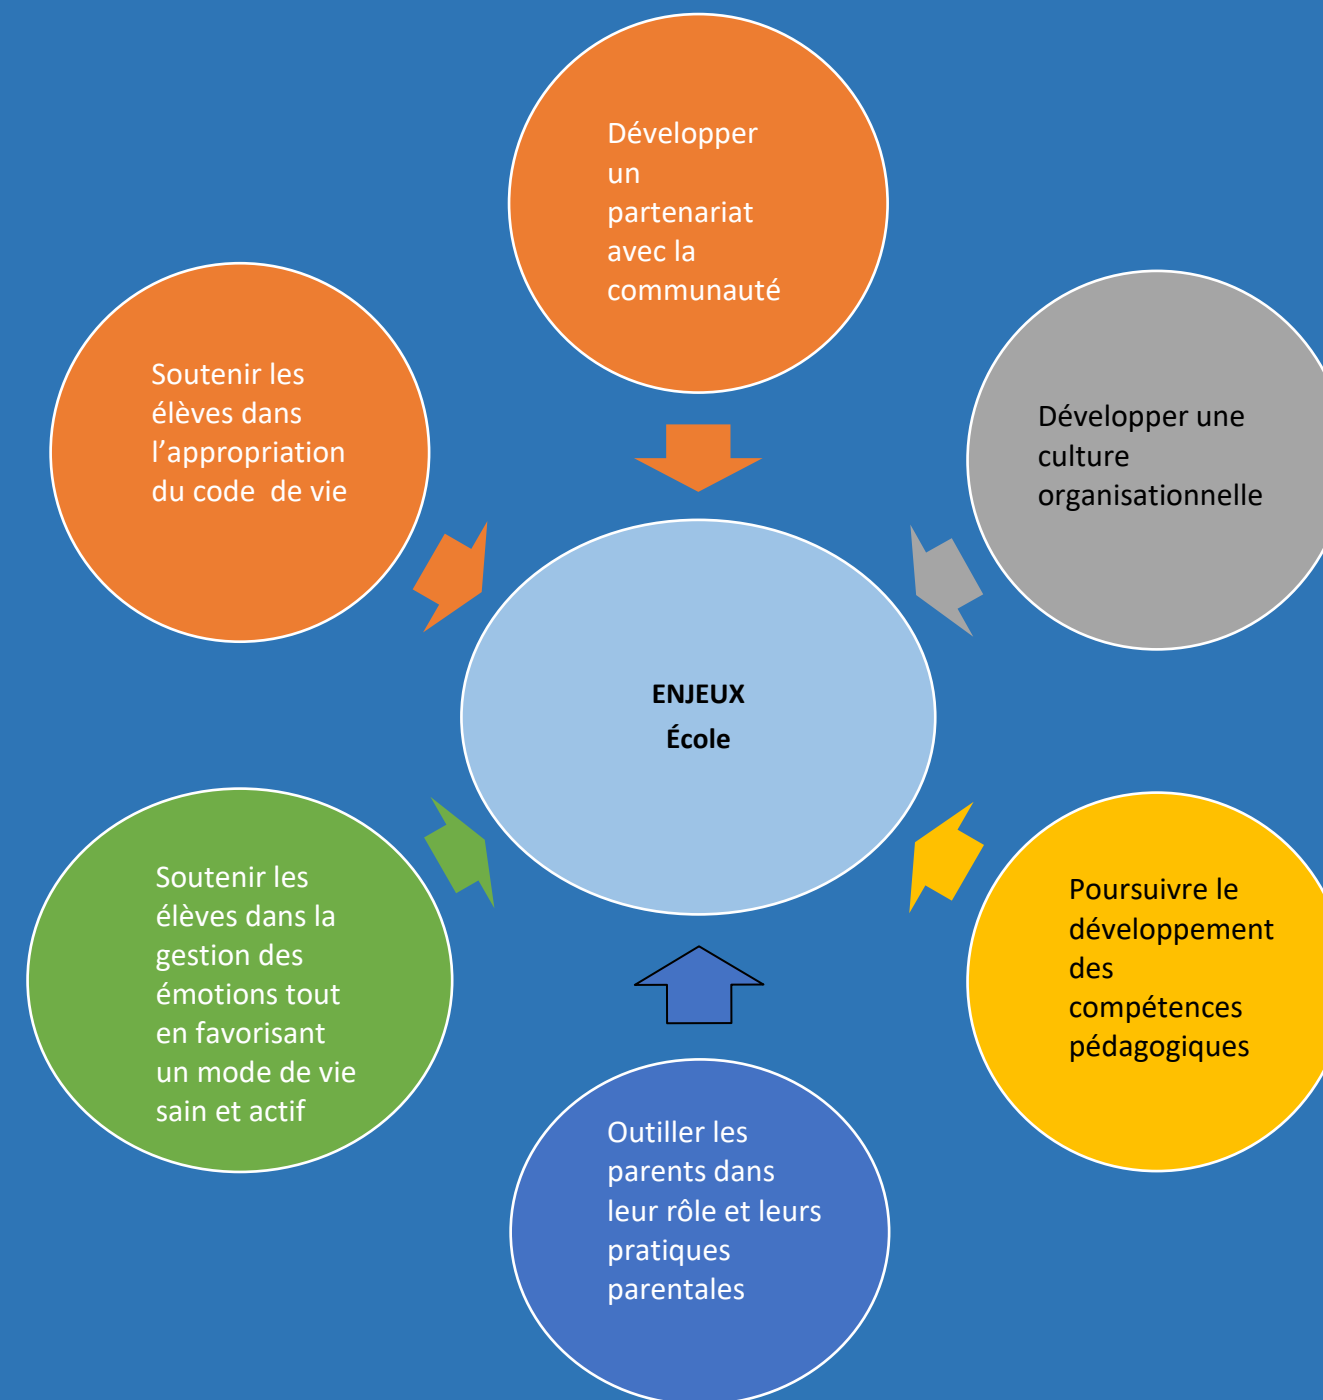 Développer
un
partenariat
avec la
communauté
Soutenir les
élèves dans
l’appropriation
du code  de vie
Développer une
culture
organisationnelle
ENJEUX
École
Soutenir les
élèves dans la
gestion des
émotions tout
en favorisant
un mode de vie
sain et actif
Poursuivre le
développement
des
compétences
pédagogiques
Outiller les
parents dans
leur rôle et leurs
pratiques
parentales